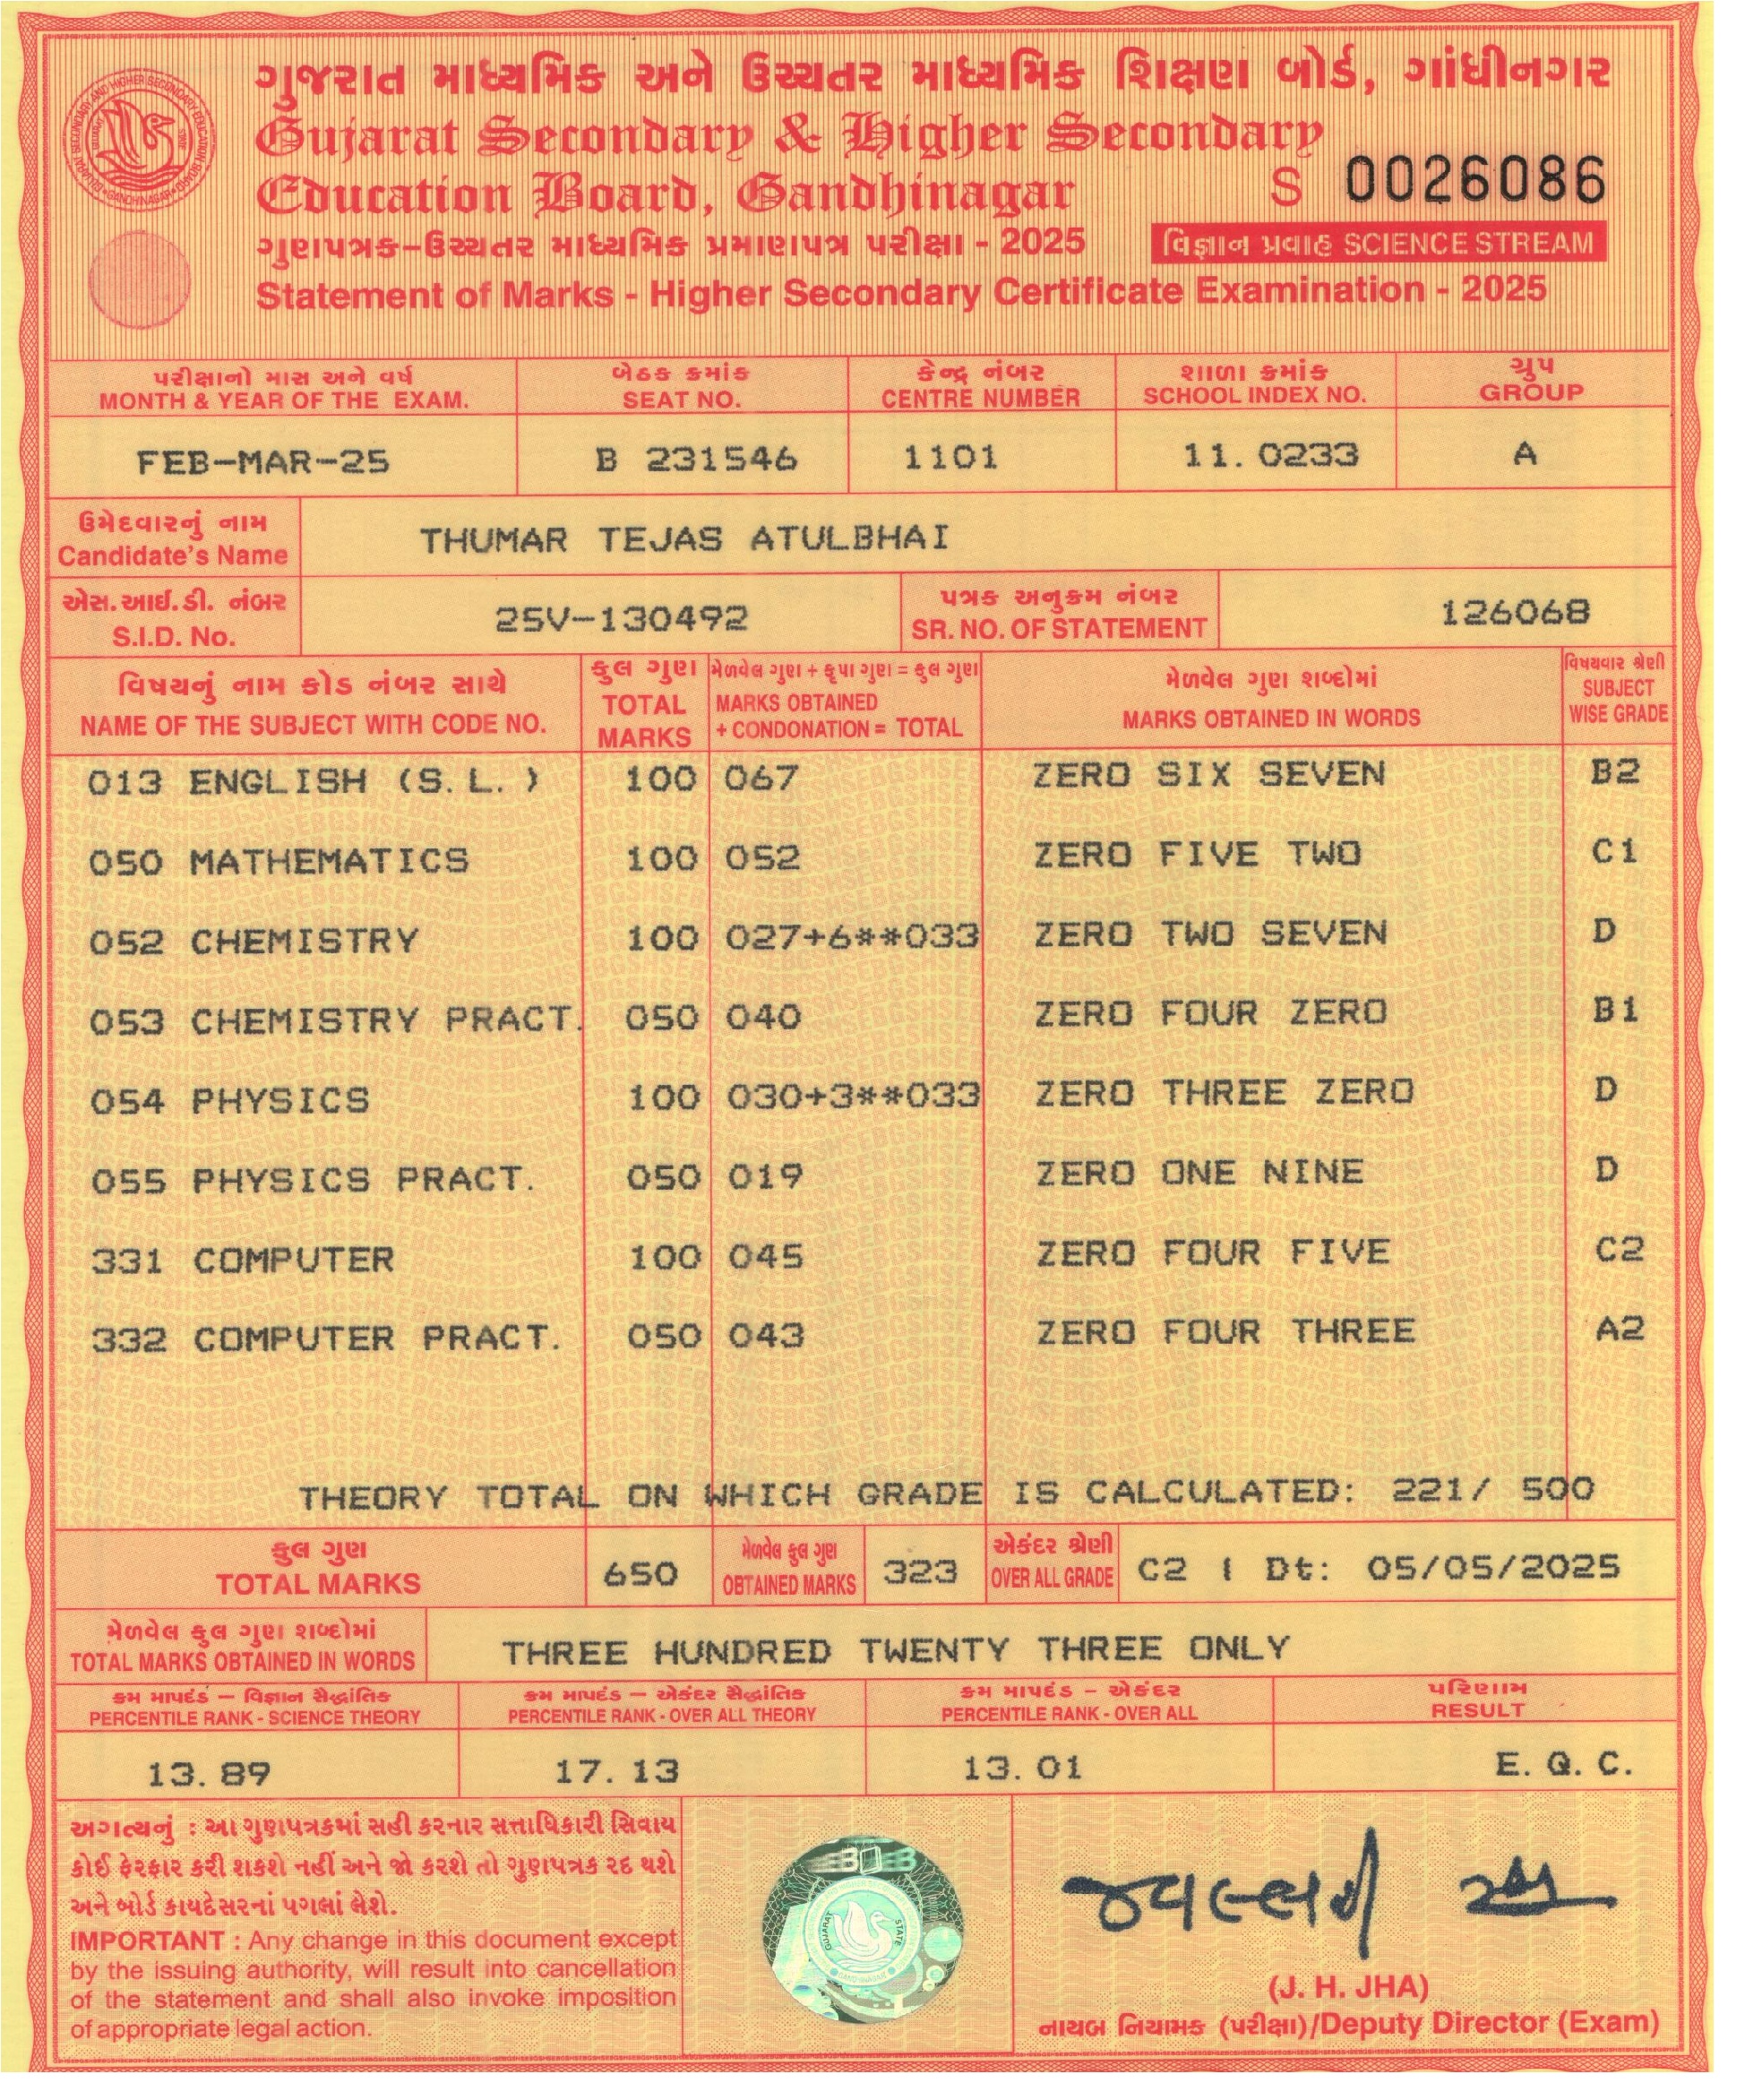 ગુજરાત માધ્યમિક અને ઉચ્ચતર માધ્યમિક શિક્ષણ બોર્ડ, ગાંધીનગર
Gujarat Secondary & Higher Secondary
Education Board, Gandhinagar
S 0026086
ગુણપત્રક-ઉચ્ચતર માધ્યમિક પ્રમાણપત્ર પરીક્ષા - 2025
વિજ્ઞાન પ્રવાહ SCIENCE STREAM
Statement of Marks - Higher Secondary Certificate Examination - 2025
પરીક્ષાનો માસ અને વર્ષ બેઠક ક્રમાંક કેન્દ્ર નંબર શાળા ક્રમાંક ગ્રુપ
MONTH & YEAR OF THE EXAM. SEAT NO. CENTRE NUMBER SCHOOL INDEX NO. GROUP
FEB-MAR-25 B 231546 1101 11.0233 A
ઉમેદવારનું નામ
Candidate's Name
THUMAR TEJAS ATULBHAI
એસ.આઈ.ડી. નંબર
S.I.D. No.
25V-130492
પત્રક અનુક્રમ નંબર
SR. NO. OF STATEMENT
126068
વિષયનું નામ કોડ નંબર સાથે
NAME OF THE SUBJECT WITH CODE NO.
કુલ ગુણ
TOTAL
MARKS
મેળવેલ ગુણ + કૃપા ગુણ = કુલ ગુણ
MARKS OBTAINED
+ CONDONATION = TOTAL
મેળવેલ ગુણ શબ્દોમાં
MARKS OBTAINED IN WORDS
વિષયવાર શ્રેણી
SUBJECT
WISE GRADE
013 ENGLISH (S.L.) 100 067 ZERO SIX SEVEN B2
050 MATHEMATICS 100 052 ZERO FIVE TWO C1
052 CHEMISTRY 100 027+6**033 ZERO TWO SEVEN D
053 CHEMISTRY PRACT. 050 040 ZERO FOUR ZERO B1
054 PHYSICS 100 030+3**033 ZERO THREE ZERO D
055 PHYSICS PRACT. 050 019 ZERO ONE NINE D
331 COMPUTER 100 045 ZERO FOUR FIVE C2
332 COMPUTER PRACT. 050 043 ZERO FOUR THREE A2
THEORY TOTAL ON WHICH GRADE IS CALCULATED: 221/ 500
કુલ ગુણ
TOTAL MARKS
650
મેળવેલ કુલ ગુણ
OBTAINED MARKS
323
એકંદર શ્રેણી
OVER ALL GRADE
C2 | Dt: 05/05/2025
મેળવેલ કુલ ગુણ શબ્દોમાં
TOTAL MARKS OBTAINED IN WORDS
THREE HUNDRED TWENTY THREE ONLY
ક્રમ માપદંડ – વિજ્ઞાન સૈદ્ધાંતિક ક્રમ માપદંડ – એકંદર સૈદ્ધાંતિક ક્રમ માપદંડ - એકંદર પરિણામ
PERCENTILE RANK - SCIENCE THEORY PERCENTILE RANK - OVER ALL THEORY PERCENTILE RANK - OVER ALL RESULT
13.89 17.13 13.01 E.Q.C.
અગત્યનું : આ ગુણપત્રકમાં સહી કરનાર સત્તાધિકારી સિવાય
કોઈ ફેરફાર કરી શકશે નહીં અને જો કરશે તો ગુણપત્રક રદ થશે
અને બોર્ડ કાયદેસરનાં પગલાં લેશે.
IMPORTANT : Any change in this document except
by the issuing authority, will result into cancellation
of the statement and shall also invoke imposition
of appropriate legal action.
(J. H. JHA)
નાયબ નિયામક (પરીક્ષા)/Deputy Director (Exam)